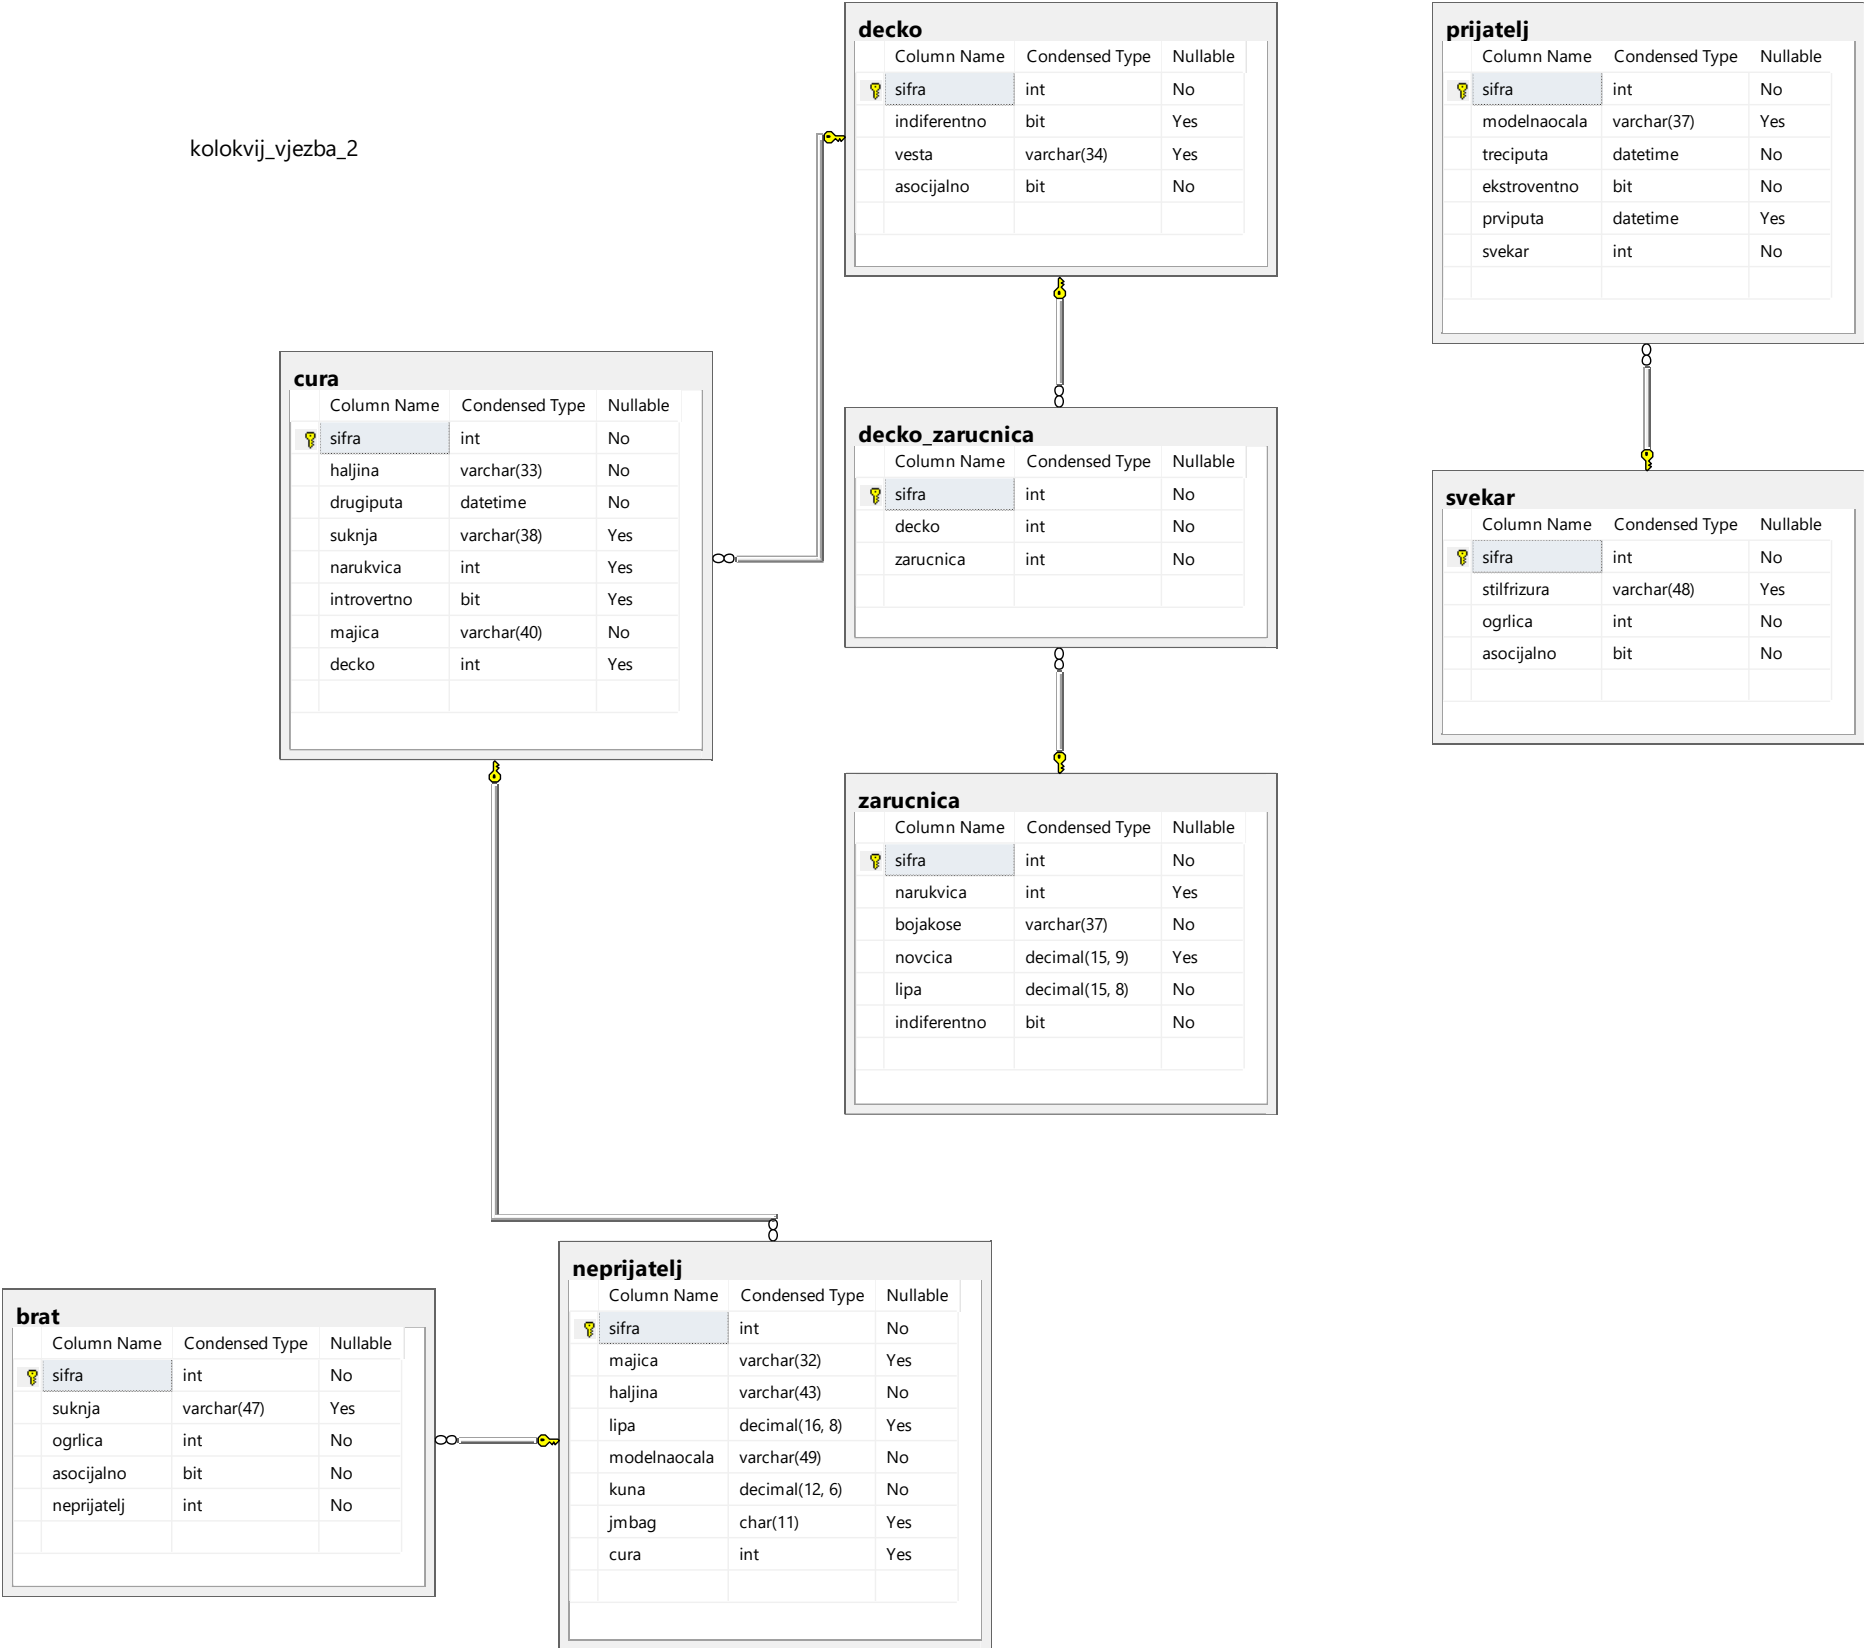 kolokvij_vjezba_2
decko
Column Name Condensed Type Nullable
sifra int No
indiferentno bit Yes
vesta varchar(34) Yes
asocijalno bit No
prijatelj
Column Name Condensed Type Nullable
sifra int No
modelnaocala varchar(37) Yes
treciputa datetime No
ekstroventno bit No
prviputa datetime Yes
svekar int No
cura
Column Name Condensed Type Nullable
sifra int No
haljina varchar(33) No
drugiputa datetime No
suknja varchar(38) Yes
narukvica int Yes
introvertno bit Yes
majica varchar(40) No
decko int Yes
decko_zarucnica
Column Name Condensed Type Nullable
sifra int No
decko int No
zarucnica int No
svekar
Column Name Condensed Type Nullable
sifra int No
stilfrizura varchar(48) Yes
ogrlica int No
asocijalno bit No
zarucnica
Column Name Condensed Type Nullable
sifra int No
narukvica int Yes
bojakose varchar(37) No
novcica decimal(15, 9) Yes
lipa decimal(15, 8) No
indiferentno bit No
brat
Column Name Condensed Type Nullable
sifra int No
suknja varchar(47) Yes
ogrlica int No
asocijalno bit No
neprijatelj int No
neprijatelj
Column Name Condensed Type Nullable
sifra int No
majica varchar(32) Yes
haljina varchar(43) No
lipa decimal(16, 8) Yes
modelnaocala varchar(49) No
kuna decimal(12, 6) No
jmbag char(11) Yes
cura int Yes